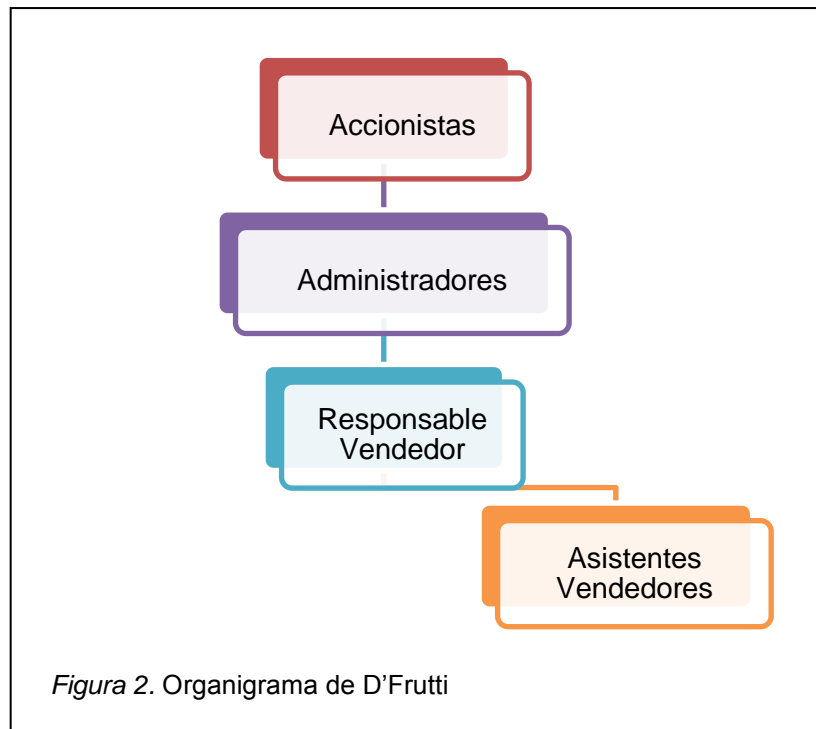 Accionistas
Administradores
Responsable
Vendedor
Asistentes
Vendedores
Figura 2. Organigrama de D’Frutti